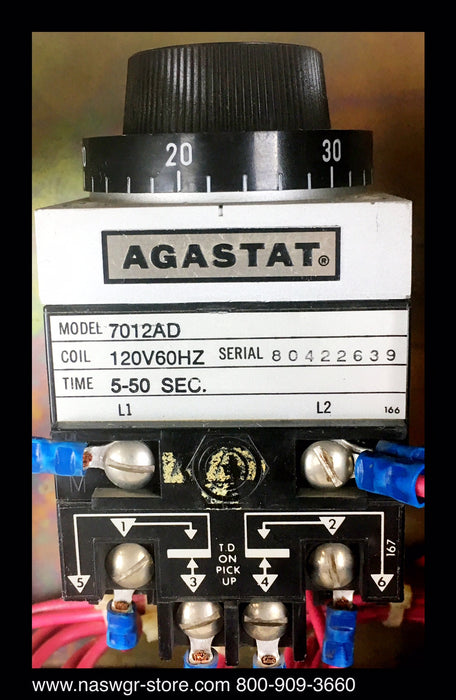 20 30
AGASTAT®
MODEL 7012AD
COIL 120V60HZ SERIAL 80422639
TIME 5-50 SEC.
L1 L2 166
1 2
T.D
ON
PICK
UP
5 3 4 6
167
www.naswgr-store.com 800-909-3660